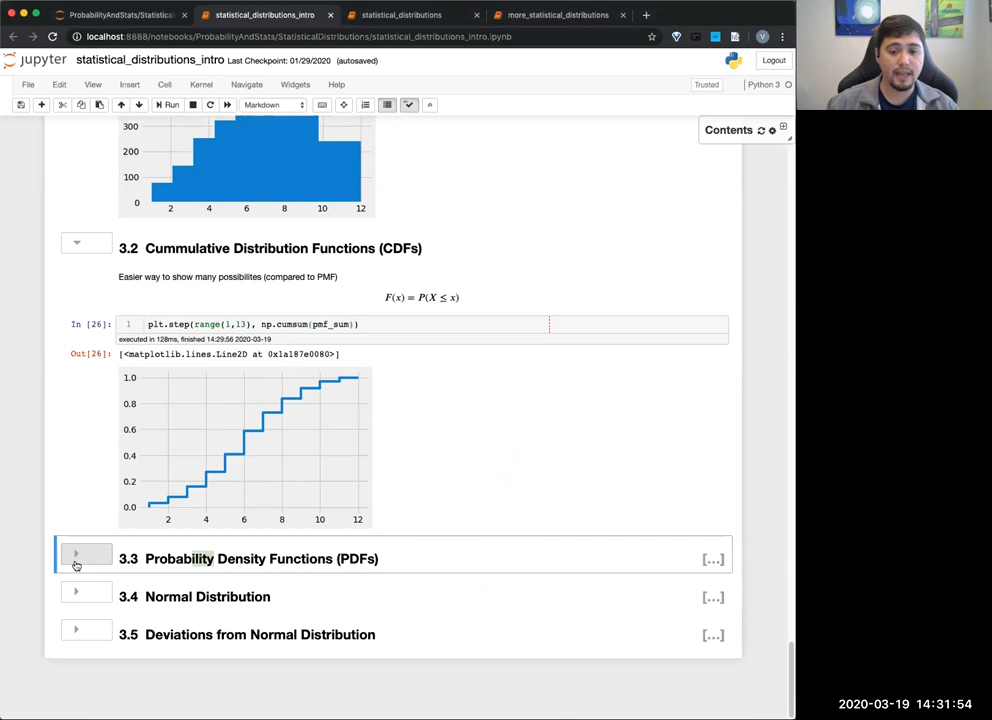 ProbabilityAndStats/Statistical
statistical_distributions_intro
statistical_distributions
more_statistical_distributions
localhost:8888/notebooks/ProbabilityAndStats/StatisticalDistributions/statistical_distributions_intro.ipynb
V
jupyter statistical_distributions_intro Last Checkpoint: 01/29/2020 (autosaved)
Logout
File Edit View Insert Cell Kernel Navigate Widgets Help
Trusted Python 3
Run Markdown
Contents
300
200
100
0
2 4 6 8 10 12
3.2 Cummulative Distribution Functions (CDFs)
Easier way to show many possibilites (compared to PMF)
F(x) = P(X ≤ x)
In [26]: 1 plt.step(range(1,13), np.cumsum(pmf_sum))
executed in 128ms, finished 14:29:56 2020-03-19
Out[26]: [<matplotlib.lines.Line2D at 0x1a187e0080>]
1.0
0.8
0.6
0.4
0.2
0.0
2 4 6 8 10 12
3.3 Probability Density Functions (PDFs) [...]
3.4 Normal Distribution [...]
3.5 Deviations from Normal Distribution [...]
2020-03-19 14:31:54